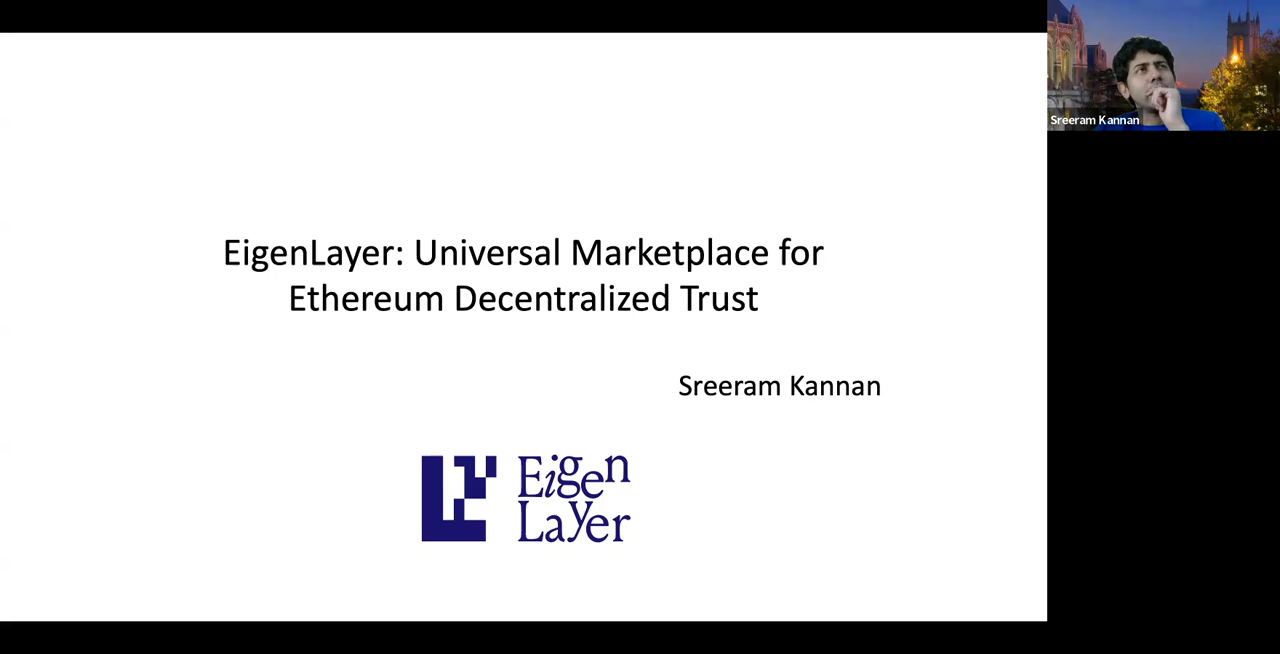 EigenLayer: Universal Marketplace for
Ethereum Decentralized Trust
Sreeram Kannan
Eigen
Layer
Sreeram Kannan